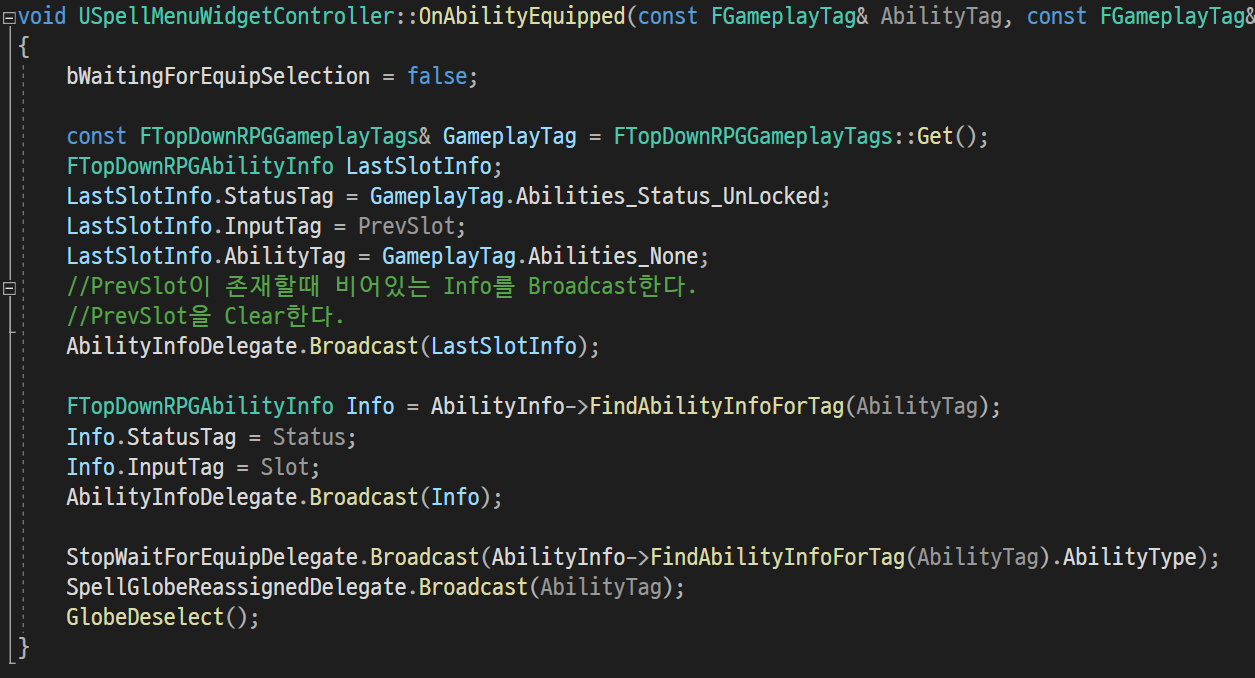 void USpellMenuWidgetController::OnAbilityEquipped(const FGameplayTag& AbilityTag, const FGameplayTag&
{
bWaitingForEquipSelection = false;
const FTopDownRPGGameplayTags& GameplayTag = FTopDownRPGGameplayTags::Get();
FTopDownRPGAbilityInfo LastSlotInfo;
LastSlotInfo.StatusTag = GameplayTag.Abilities_Status_UnLocked;
LastSlotInfo.InputTag = PrevSlot;
LastSlotInfo.AbilityTag = GameplayTag.Abilities_None;
//PrevSlot이 존재할때 비어있는 Info를 Broadcast한다.
//PrevSlot을 Clear한다.
AbilityInfoDelegate.Broadcast(LastSlotInfo);
FTopDownRPGAbilityInfo Info = AbilityInfo->FindAbilityInfoForTag(AbilityTag);
Info.StatusTag = Status;
Info.InputTag = Slot;
AbilityInfoDelegate.Broadcast(Info);
StopWaitForEquipDelegate.Broadcast(AbilityInfo->FindAbilityInfoForTag(AbilityTag).AbilityType);
SpellGlobeReassignedDelegate.Broadcast(AbilityTag);
GlobeDeselect();
}